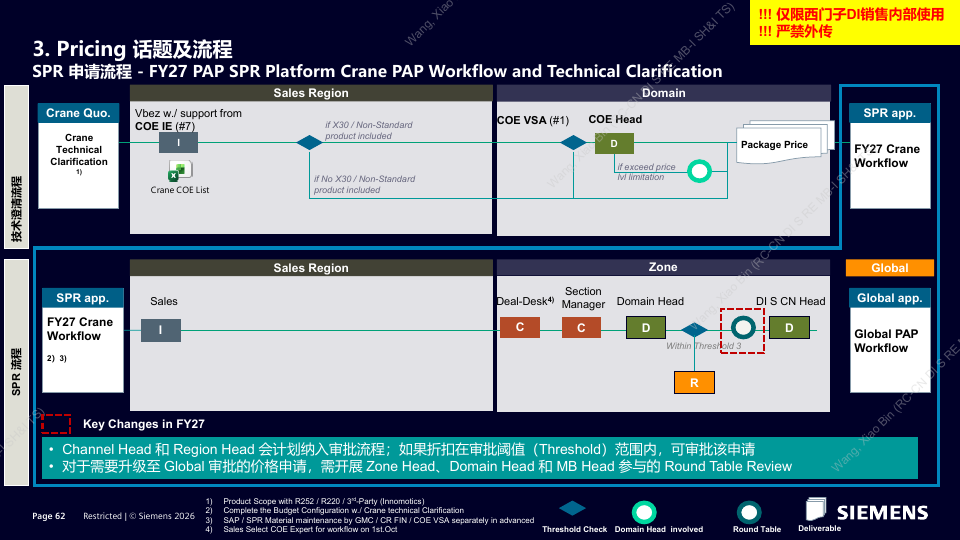 !!! 仅限西门子DI销售内部使用
!!! 严禁外传
3. Pricing 话题及流程
SPR 申请流程 - FY27 PAP SPR Platform Crane PAP Workflow and Technical Clarification
技术澄清流程
Sales Region
Domain
Crane Quo.
Crane
Technical
Clarification
1)
Vbez w./ support from
COE IE (#7)
I
Crane COE List
if X30 / Non-Standard
product included
if No X30 / Non-Standard
product included
COE VSA (#1)
COE Head
D
if exceed price
lvl limitation
Package Price
SPR app.
FY27 Crane
Workflow
SPR 流程
Sales Region
Zone
Global
SPR app.
FY27 Crane
Workflow
2) 3)
Sales
I
Deal-Desk4)
C
Section
Manager
C
Domain Head
D
Within Threshold 3
R
DI S CN Head
D
Global app.
Global PAP
Workflow
Key Changes in FY27
• Channel Head 和 Region Head 会计划纳入审批流程；如果折扣在审批阈值（Threshold）范围内，可审批该申请
• 对于需要升级至 Global 审批的价格申请，需开展 Zone Head、Domain Head 和 MB Head 参与的 Round Table Review
1) Product Scope with R252 / R220 / 3rd-Party (Innomotics)
2) Complete the Budget Configuration w./ Crane technical Clarification
3) SAP / SPR Material maintenance by GMC / CR FIN / COE VSA separately in advanced
4) Sales Select COE Expert for workflow on 1st.Oct
Threshold Check
Domain Head involved
Round Table
Deliverable
SIEMENS
Page 62
Restricted | © Siemens 2026